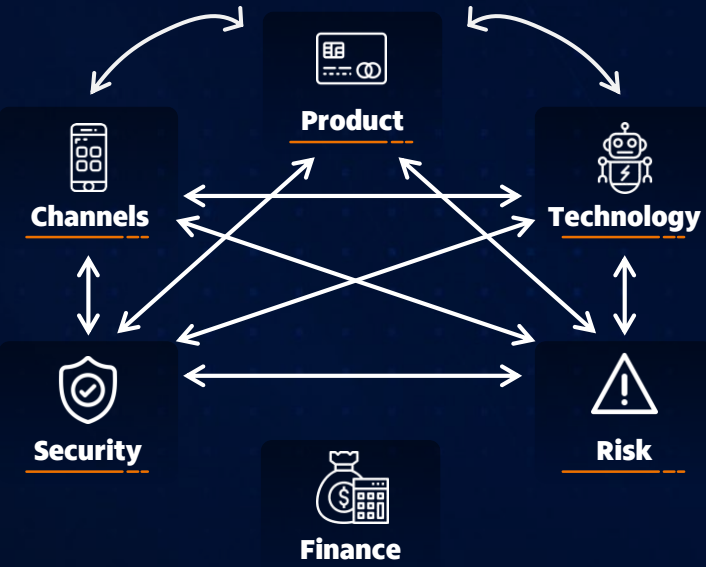 Product
Channels
Technology
Security
Risk
$
Finance